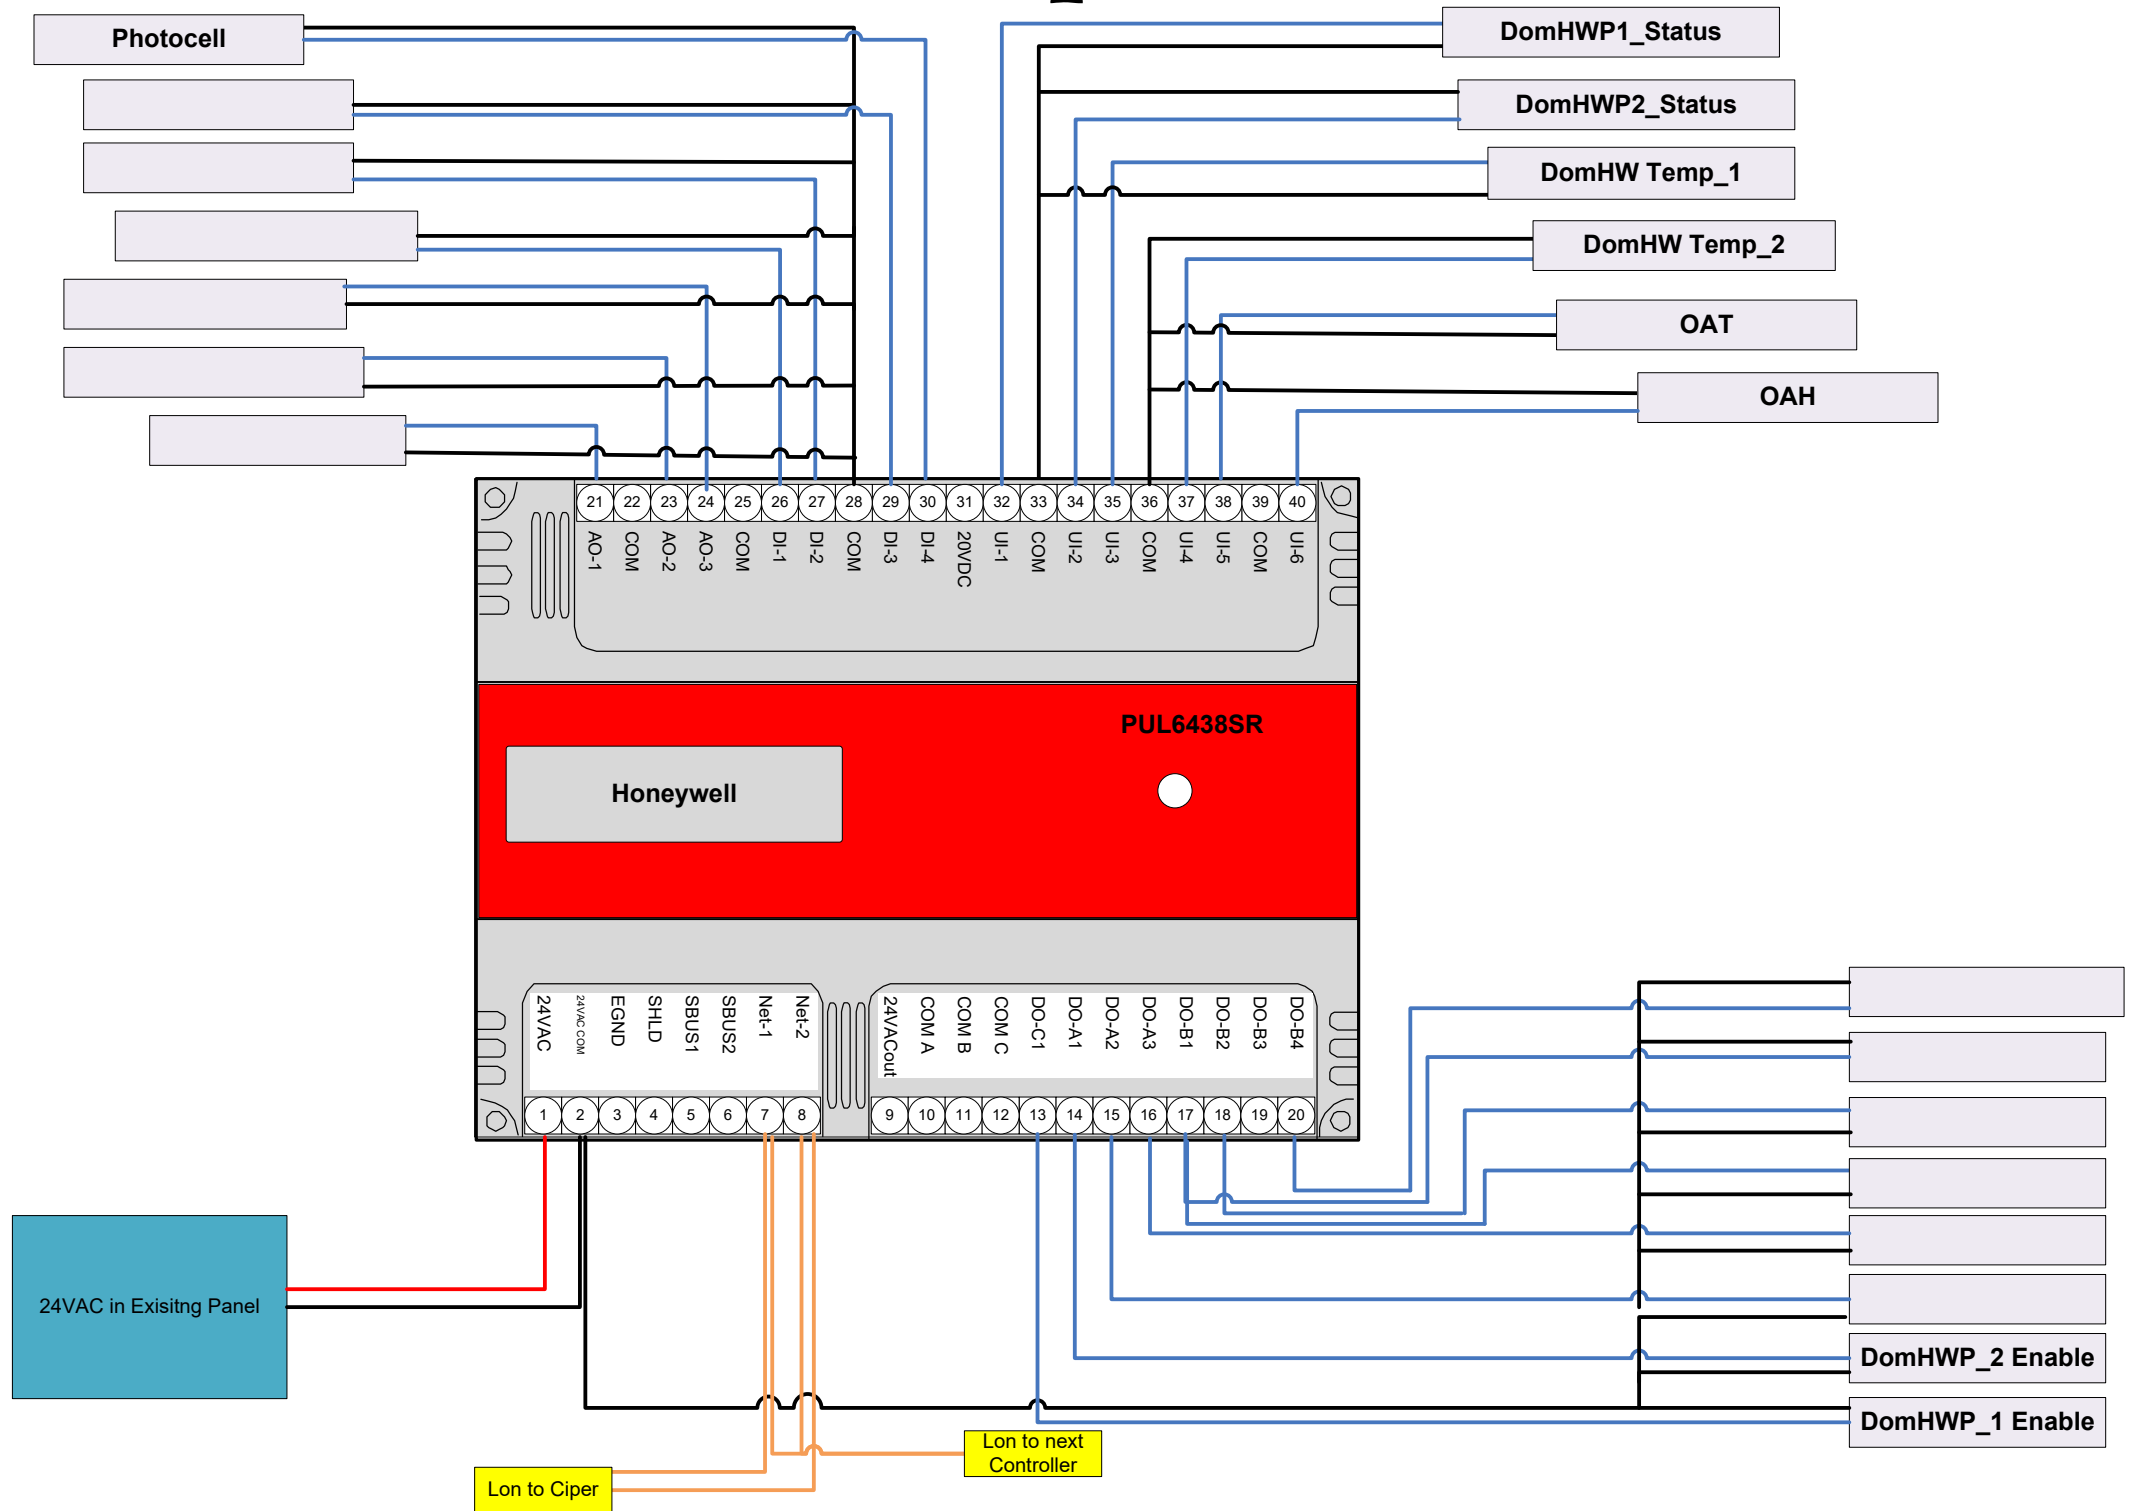 Photocell
DomHWP1_Status
DomHWP2_Status
DomHW Temp_1
DomHW Temp_2
OAT
OAH
21 22 23 24 25 26 27 28 29 30 31 32 33 34 35 36 37 38 39 40
AO-1 COM AO-2 AO-3 COM DI-1 DI-2 COM DI-3 DI-4 20VDC UI-1 COM UI-2 UI-3 COM UI-4 UI-5 COM UI-6
PUL6438SR
Honeywell
24VAC 24VAC COM EGND SHLD SBUS1 SBUS2 Net-1 Net-2 24VACout COM A COM B COM C DO-C1 DO-A1 DO-A2 DO-A3 DO-B1 DO-B2 DO-B3 DO-B4
1 2 3 4 5 6 7 8 9 10 11 12 13 14 15 16 17 18 19 20
24VAC in Exisitng Panel
DomHWP_2 Enable
DomHWP_1 Enable
Lon to next
Controller
Lon to Ciper